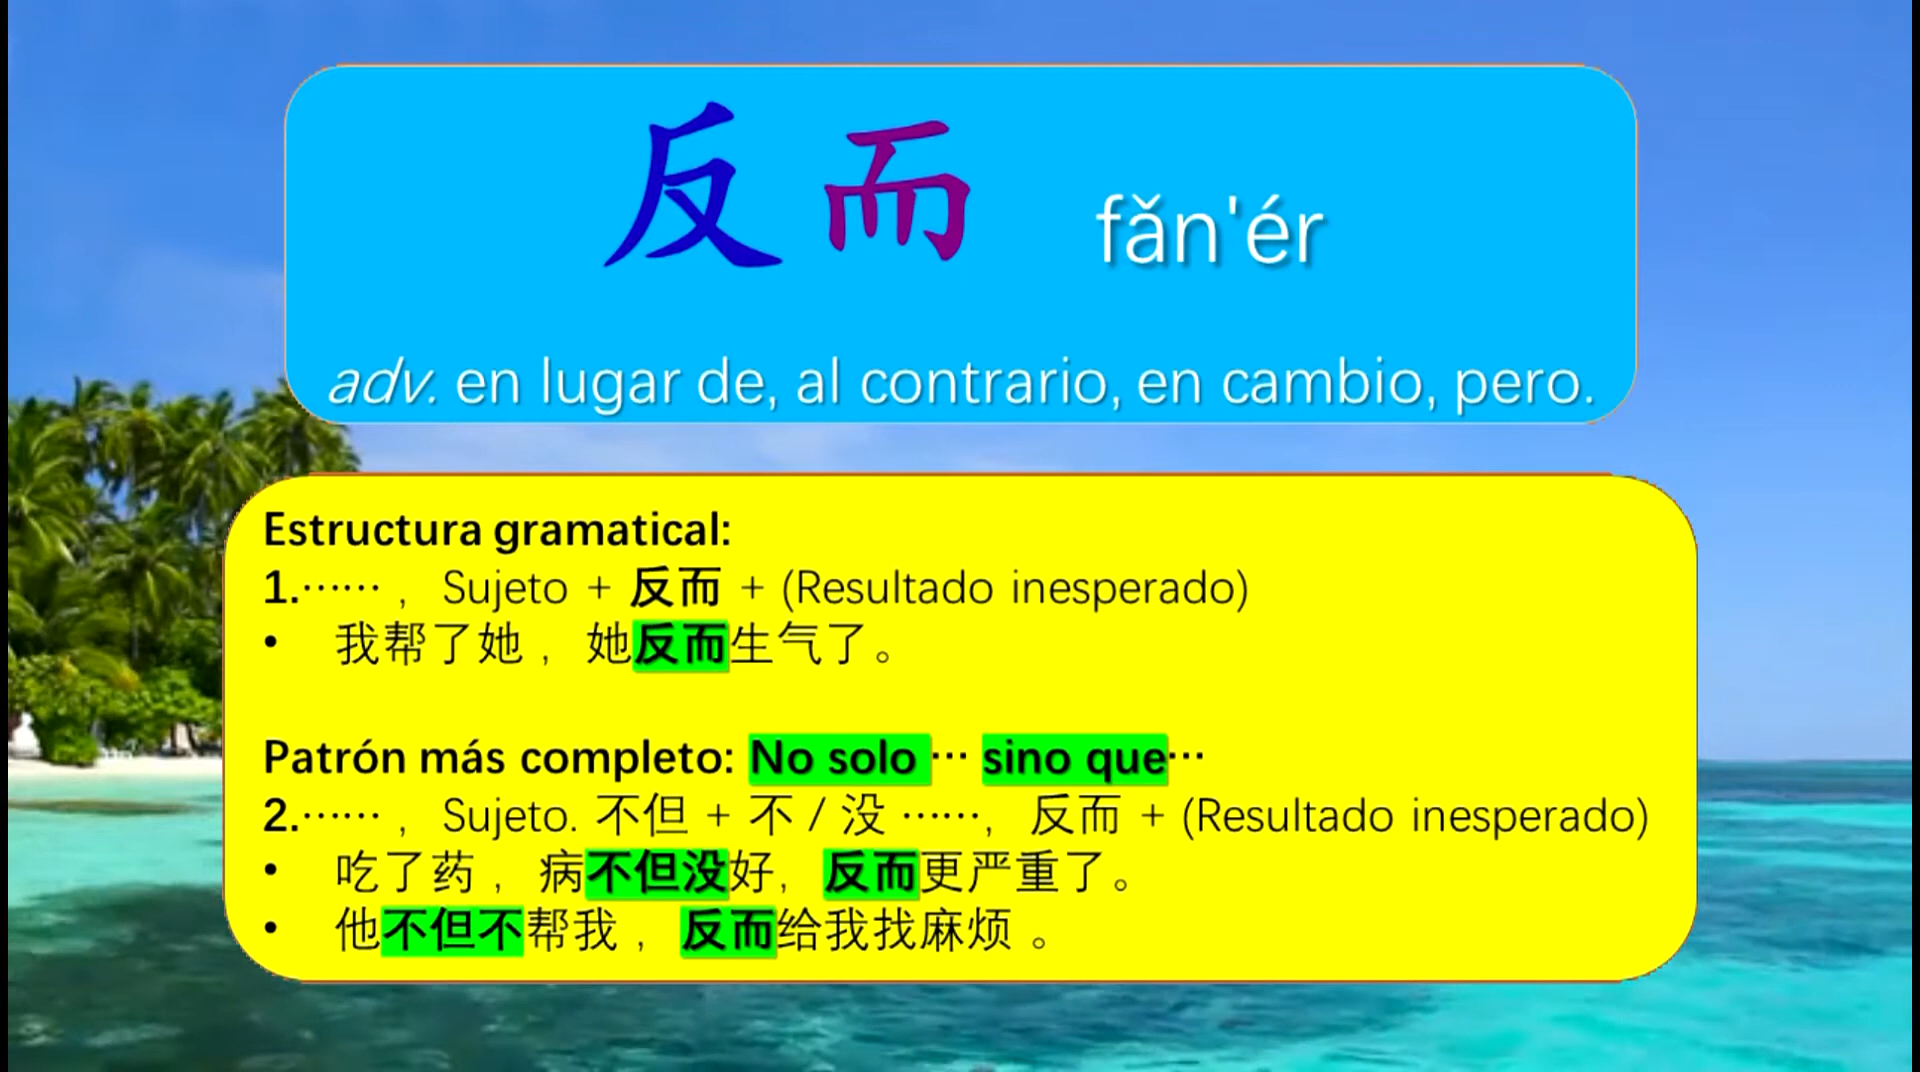 反而 fǎn'ér
adv. en lugar de, al contrario, en cambio, pero.
Estructura gramatical:
1.……， Sujeto + 反而 + (Resultado inesperado)
• 我帮了她， 她反而生气了。
Patrón más completo: No solo … sino que…
2.……， Sujeto. 不但 + 不 / 没 ……, 反而 + (Resultado inesperado)
• 吃了药， 病不但没好, 反而更严重了。
• 他不但不帮我， 反而给我找麻烦 。